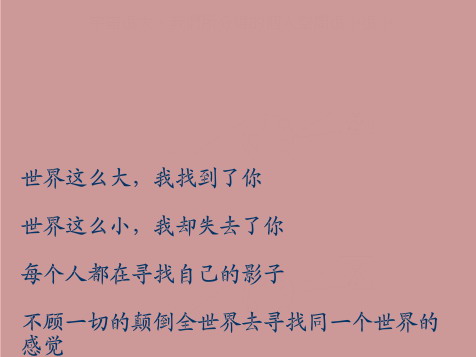 世界这么大，我找到了你
世界这么小，我却失去了你
每个人都在寻找自己的影子
不顾一切的颠倒全世界去寻找同一个世界的
感觉